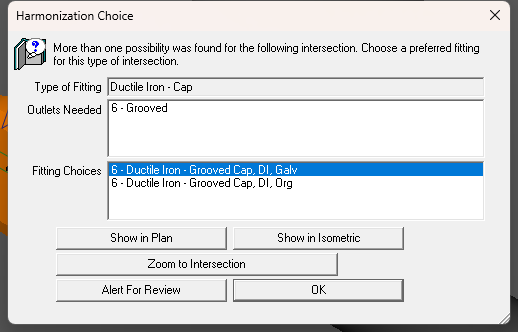 Harmonization Choice
More than one possibility was found for the following intersection. Choose a preferred fitting
for this type of intersection.
Type of Fitting Ductile Iron - Cap
Outlets Needed 6 - Grooved
Fitting Choices 6 - Ductile Iron - Grooved Cap, DI, Galv
6 - Ductile Iron - Grooved Cap, DI, Org
Show in Plan Show in Isometric
Zoom to Intersection
Alert For Review OK